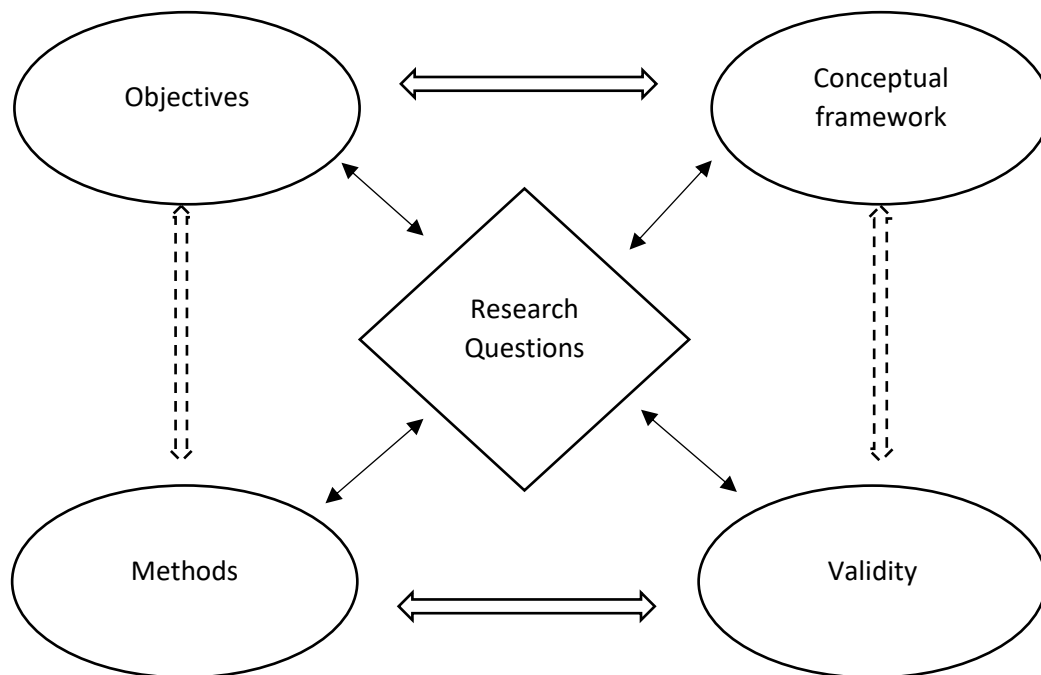 Objectives
Conceptual
framework
Research
Questions
Methods
Validity